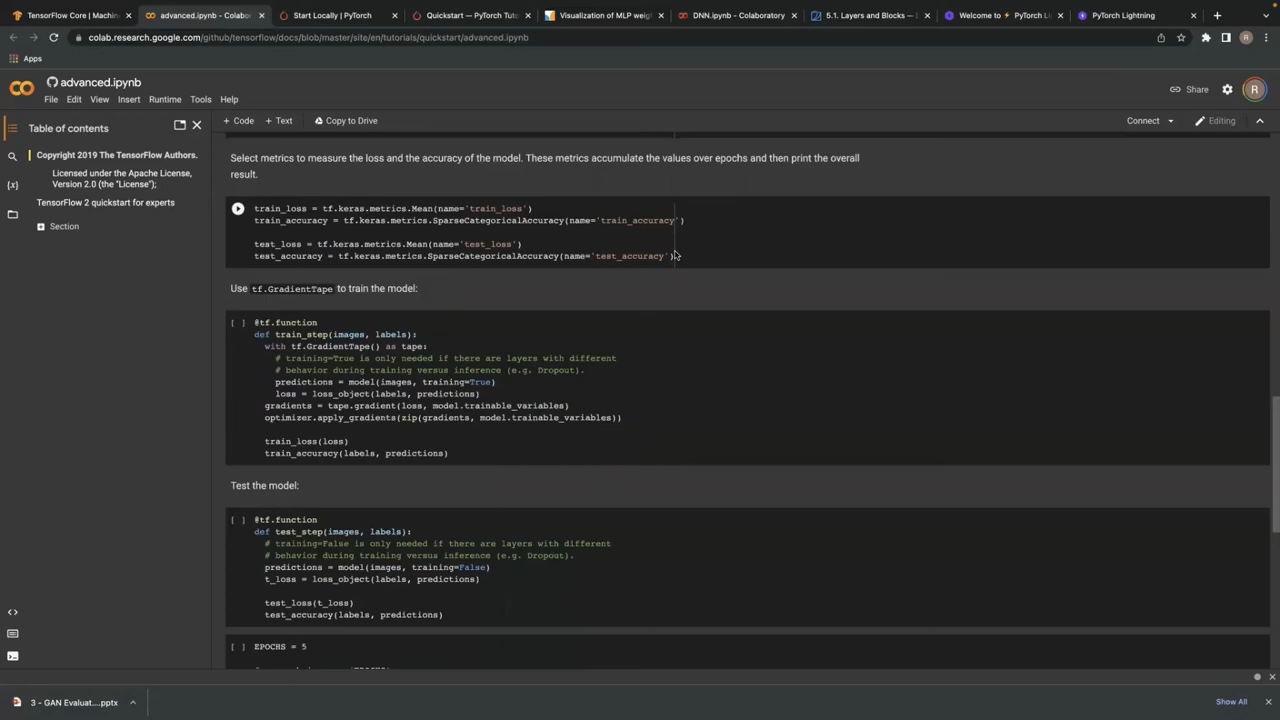 TensorFlow Core | Machine
advanced.ipynb - Colabora
Start Locally | PyTorch
Quickstart — PyTorch Tuto
Visualization of MLP weigh
DNN.ipynb - Colaboratory
5.1. Layers and Blocks —
Welcome to ⚡ PyTorch Li
PyTorch Lightning
colab.research.google.com/github/tensorflow/docs/blob/master/site/en/tutorials/quickstart/advanced.ipynb
R
Apps
advanced.ipynb
File Edit View Insert Runtime Tools Help
Share
R
Table of contents
+ Code + Text Copy to Drive
Connect
Editing
Copyright 2019 The TensorFlow Authors.
Licensed under the Apache License,
Version 2.0 (the "License");
TensorFlow 2 quickstart for experts
Section
Select metrics to measure the loss and the accuracy of the model. These metrics accumulate the values over epochs and then print the overall
result.
train_loss = tf.keras.metrics.Mean(name='train_loss')
train_accuracy = tf.keras.metrics.SparseCategoricalAccuracy(name='train_accuracy')
test_loss = tf.keras.metrics.Mean(name='test_loss')
test_accuracy = tf.keras.metrics.SparseCategoricalAccuracy(name='test_accuracy')
Use tf.GradientTape to train the model:
[ ] @tf.function
def train_step(images, labels):
with tf.GradientTape() as tape:
# training=True is only needed if there are layers with different
# behavior during training versus inference (e.g. Dropout).
predictions = model(images, training=True)
loss = loss_object(labels, predictions)
gradients = tape.gradient(loss, model.trainable_variables)
optimizer.apply_gradients(zip(gradients, model.trainable_variables))
train_loss(loss)
train_accuracy(labels, predictions)
Test the model:
[ ] @tf.function
def test_step(images, labels):
# training=False is only needed if there are layers with different
# behavior during training versus inference (e.g. Dropout).
predictions = model(images, training=False)
t_loss = loss_object(labels, predictions)
test_loss(t_loss)
test_accuracy(labels, predictions)
[ ] EPOCHS = 5
3 - GAN Evaluat....pptx
Show All